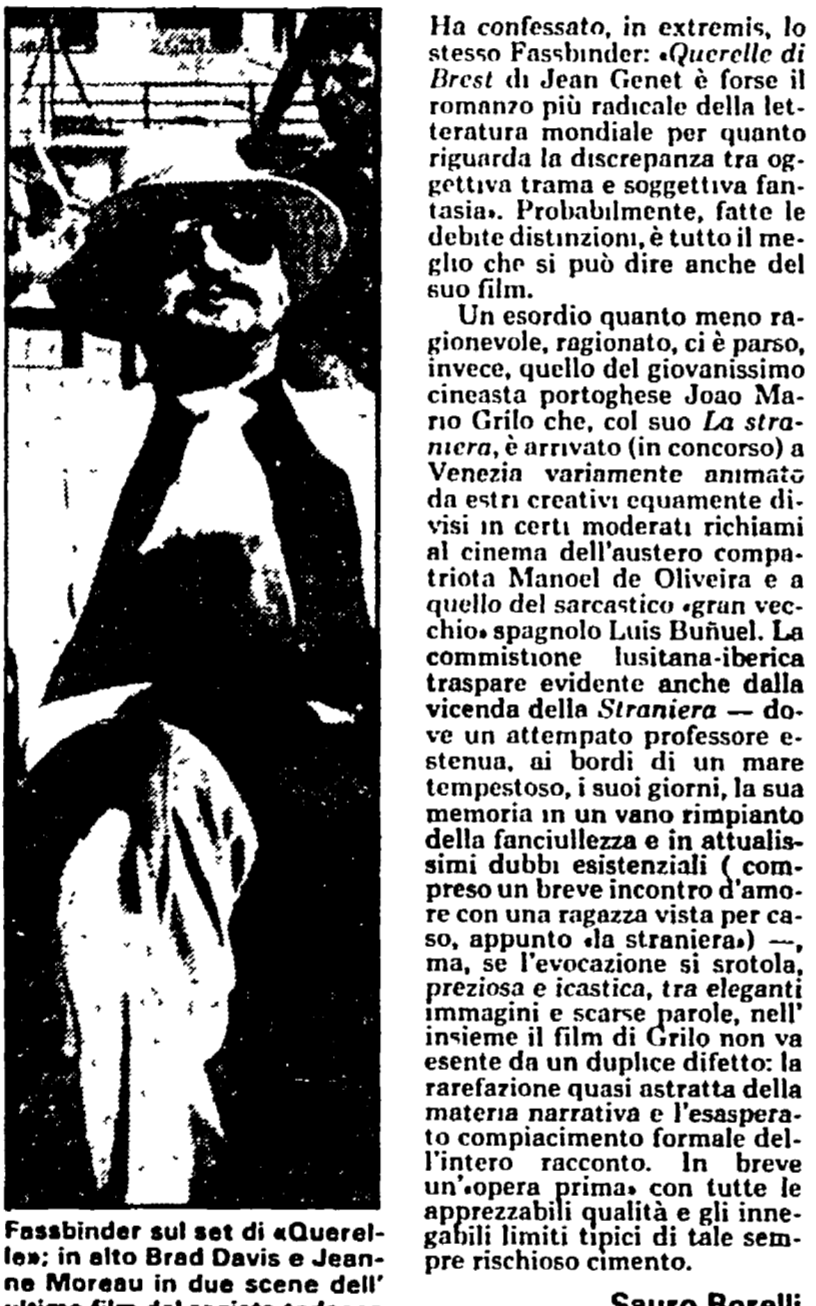 Ha confessato, in extremis, lo
stesso Fassbinder: «Querelle di
Brest di Jean Genet è forse il
romanzo più radicale della let-
teratura mondiale per quanto
riguarda la discrepanza tra og-
gettiva trama e soggettiva fan-
tasia». Probabilmente, fatte le
debite distinzioni, è tutto il me-
glio che si può dire anche del
suo film.
Un esordio quanto meno ra-
gionevole, ragionato, ci è parso,
invece, quello del giovanissimo
cineasta portoghese Joao Ma-
rio Grilo che, col suo La stra-
niera, è arrivato (in concorso) a
Venezia variamente animato
da estri creativi equamente di-
visi in certi moderati richiami
al cinema dell'austero compa-
triota Manoel de Oliveira e a
quello del sarcastico «gran vec-
chio» spagnolo Luis Buñuel. La
commistione lusitana-iberica
traspare evidente anche dalla
vicenda della Straniera — do-
ve un attempato professore e-
stenua, ai bordi di un mare
tempestoso, i suoi giorni, la sua
memoria in un vano rimpianto
della fanciullezza e in attualis-
simi dubbi esistenziali ( com-
preso un breve incontro d'amo-
re con una ragazza vista per ca-
so, appunto «la straniera») —,
ma, se l'evocazione si srotola,
preziosa e icastica, tra eleganti
immagini e scarse parole, nell'
insieme il film di Grilo non va
esente da un duplice difetto: la
rarefazione quasi astratta della
materia narrativa e l'esaspera-
to compiacimento formale del-
l'intero racconto. In breve
un'«opera prima» con tutte le
apprezzabili qualità e gli inne-
gabili limiti tipici di tale sem-
pre rischioso cimento.
Sauro Borelli
Fassbinder sul set di «Querel-
le»; in alto Brad Davis e Jean-
ne Moreau in due scene dell'
ultimo film del regista tedesco